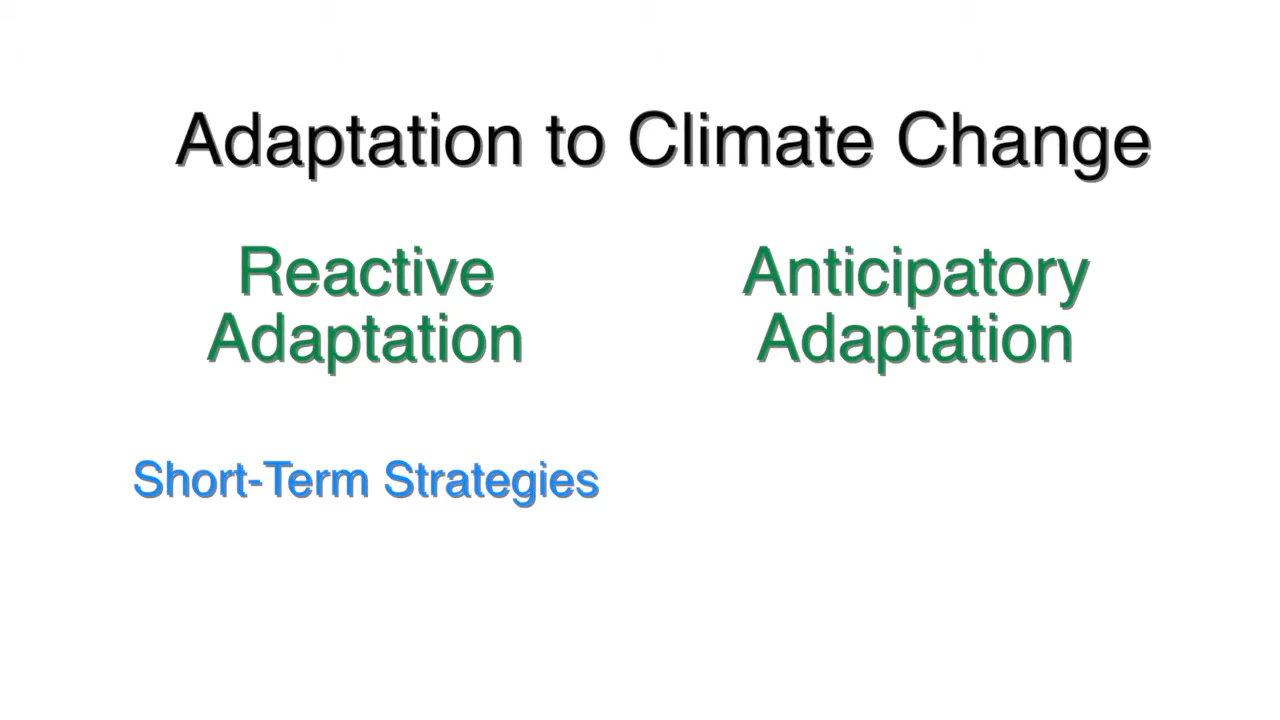 Adaptation to Climate Change
Reactive
Adaptation
Anticipatory
Adaptation
Short-Term Strategies